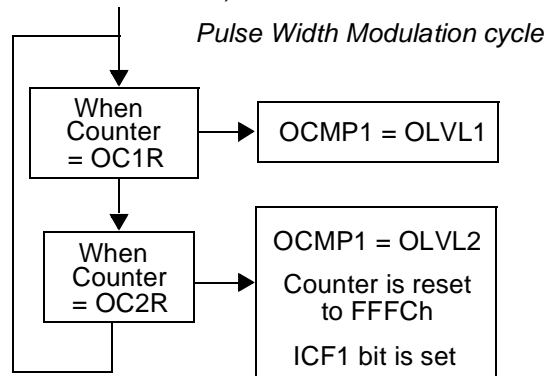 Pulse Width Modulation cycle
When
Counter
= OC1R
OCMP1 = OLVL1
When
Counter
= OC2R
OCMP1 = OLVL2
Counter is reset
to FFFCh
ICF1 bit is set